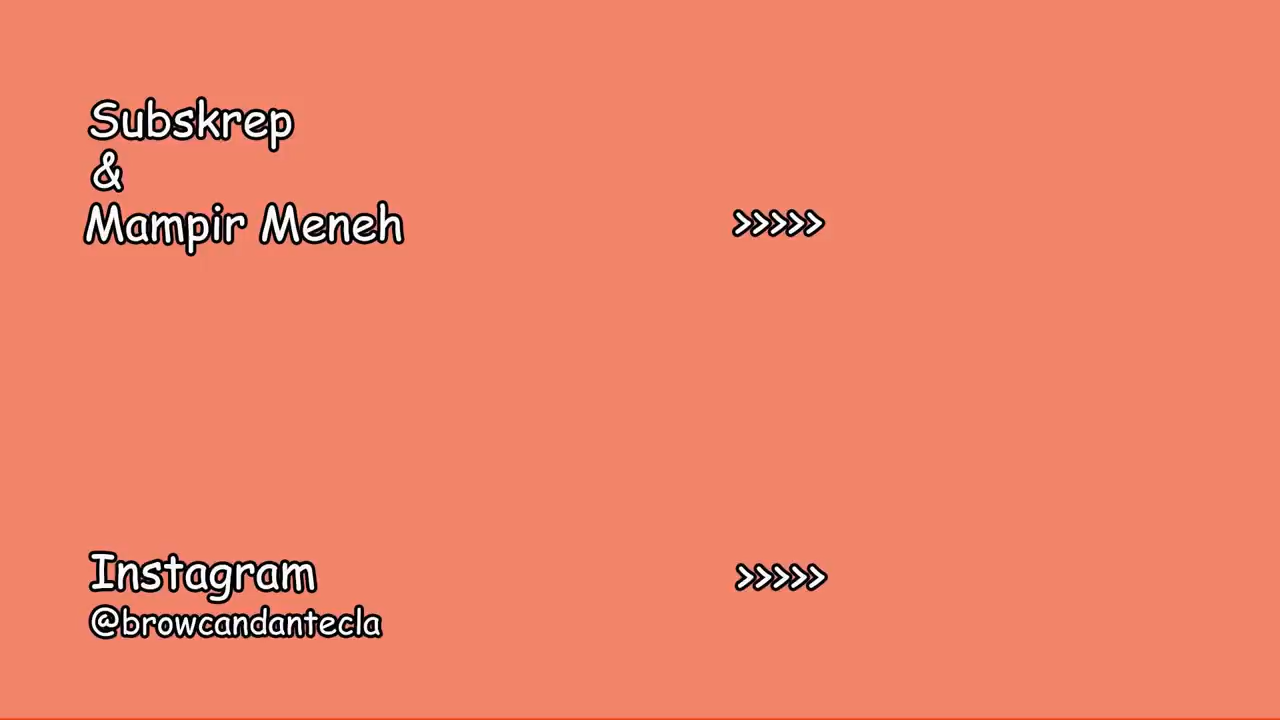 Subskrep
&
Mampir Meneh >>>>>
Instagram >>>>>
@browcandantecla